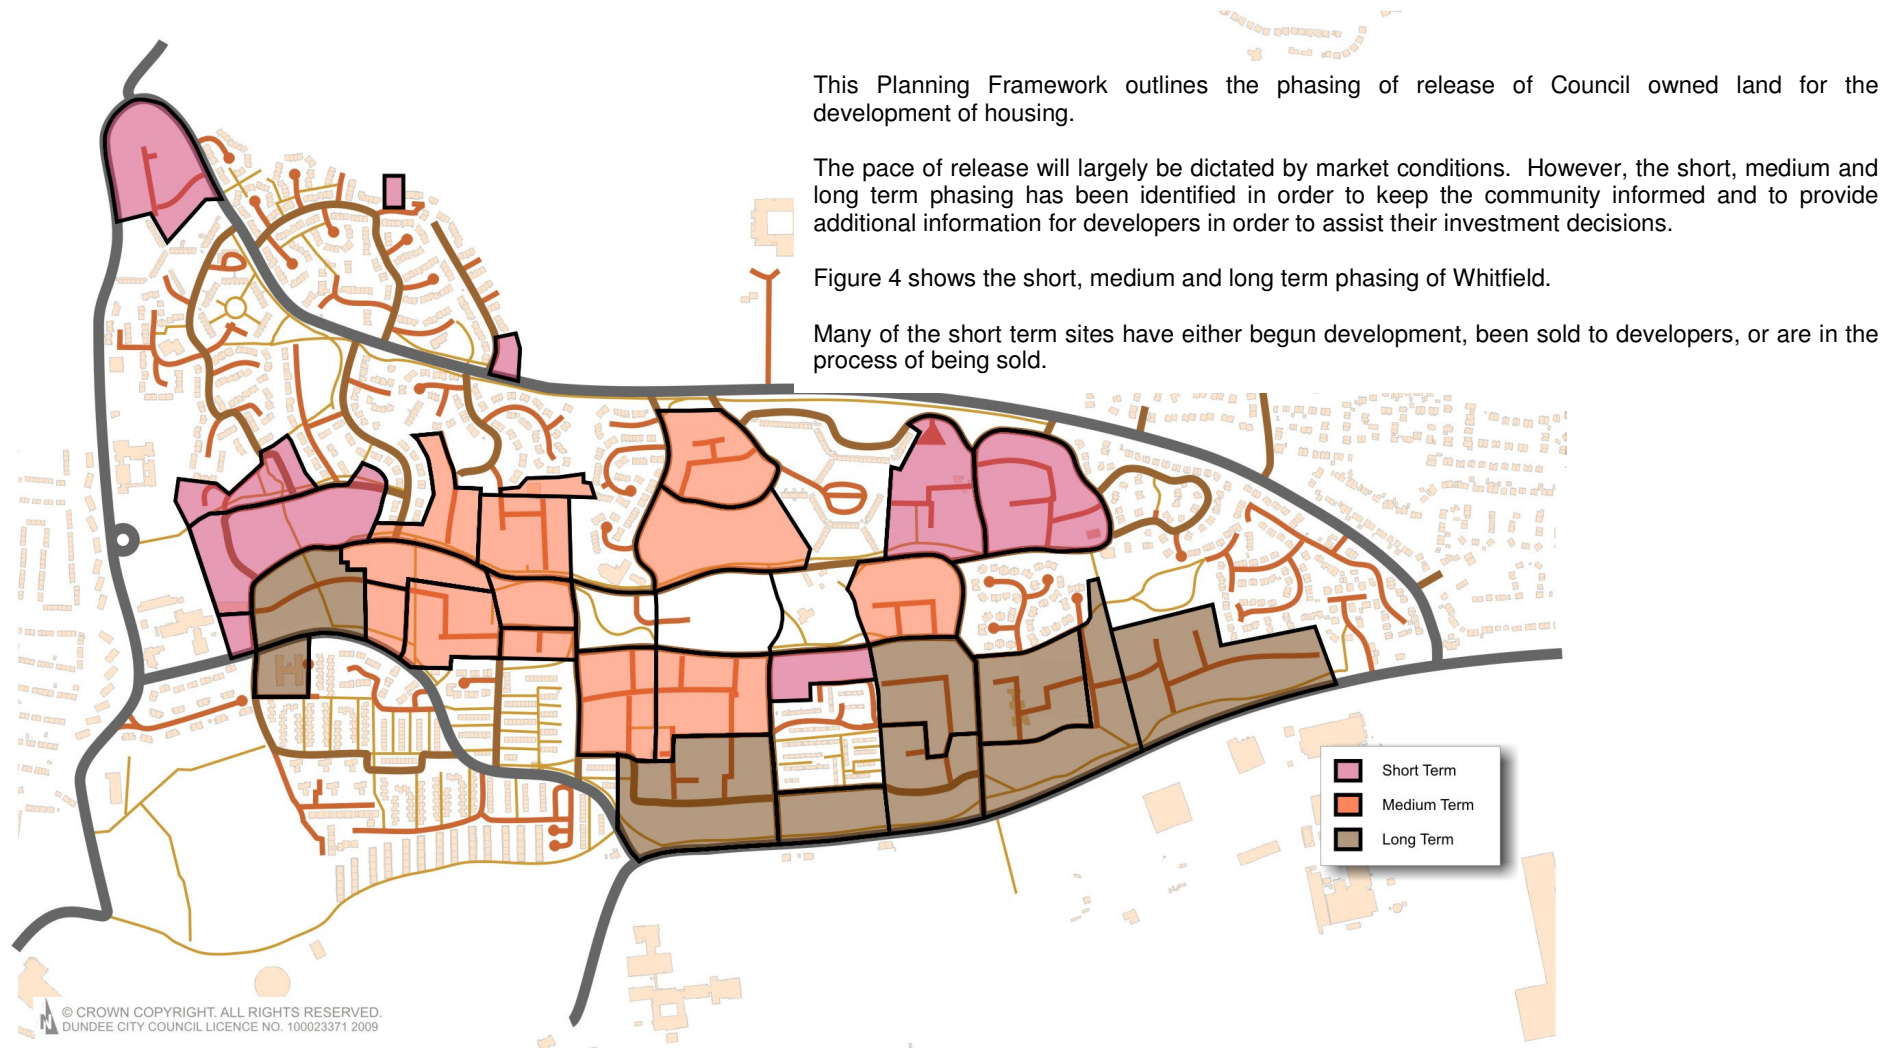 This Planning Framework outlines the phasing of release of Council owned land for the
development of housing.
The pace of release will largely be dictated by market conditions. However, the short, medium and
long term phasing has been identified in order to keep the community informed and to provide
additional information for developers in order to assist their investment decisions.
Figure 4 shows the short, medium and long term phasing of Whitfield.
Many of the short term sites have either begun development, been sold to developers, or are in the
process of being sold.
Short Term
Medium Term
Long Term
N
© CROWN COPYRIGHT. ALL RIGHTS RESERVED.
DUNDEE CITY COUNCIL LICENCE NO. 100023371 2009